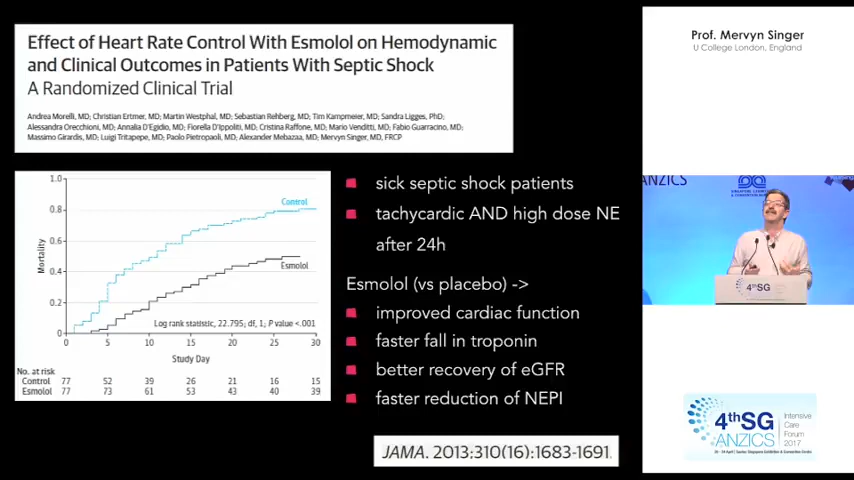 Effect of Heart Rate Control With Esmolol on Hemodynamic
and Clinical Outcomes in Patients With Septic Shock
A Randomized Clinical Trial
Andrea Morelli, MD; Christian Ertmer, MD; Martin Westphal, MD; Sebastian Rehberg, MD; Tim Kampmeier, MD; Sandra Ligges, PhD;
Alessandra Orecchioni, MD; Annalia D'Egidio, MD; Fiorella D'Ippoliti, MD; Cristina Raffone, MD; Mario Venditti, MD; Fabio Guarracino, MD;
Massimo Girardis, MD; Luigi Tritapepe, MD; Paolo Pietropaoli, MD; Alexander Mebazaa, MD; Mervyn Singer, MD, FRCP
1.0
0.8
0.6
0.4
0.2
0
Mortality
Control
Esmolol
Log rank statistic, 22.795; df, 1; P value <.001
0 5 10 15 20 25 30
Study Day
No. at risk
Control 77 52 39 26 21 16 15
Esmolol 77 73 61 53 43 40 39
sick septic shock patients
tachycardic AND high dose NE
after 24h
Esmolol (vs placebo) ->
improved cardiac function
faster fall in troponin
better recovery of eGFR
faster reduction of NEPI
JAMA. 2013;310(16):1683-1691.
Prof. Mervyn Singer
U College London, England
ANZICS
4thSG
4thSG
ANZICS
Intensive
Care
Forum
2017